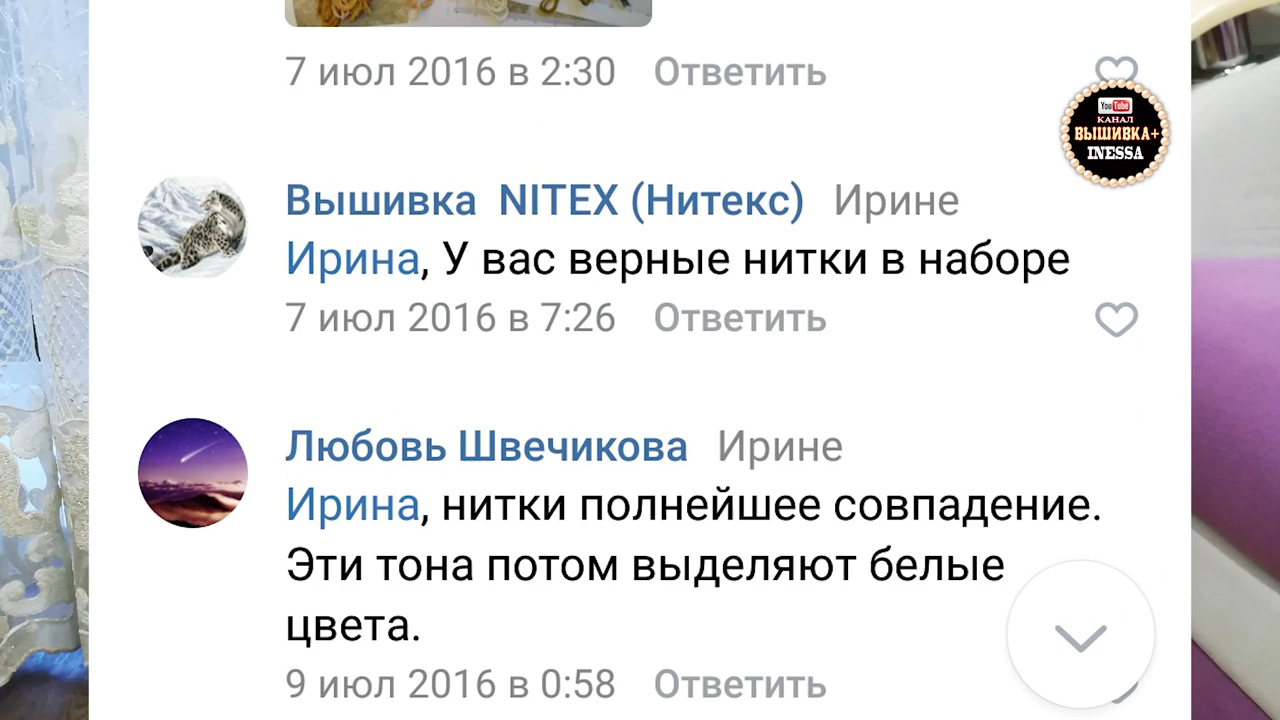 7 июл 2016 в 2:30 Ответить
You Tube
КАНАЛ
ВЫШИВКА+
INESSA
Вышивка NITEX (Нитекс) Ирине
Ирина, У вас верные нитки в наборе
7 июл 2016 в 7:26 Ответить
Любовь Швечикова Ирине
Ирина, нитки полнейшее совпадение.
Эти тона потом выделяют белые
цвета.
9 июл 2016 в 0:58 Ответить